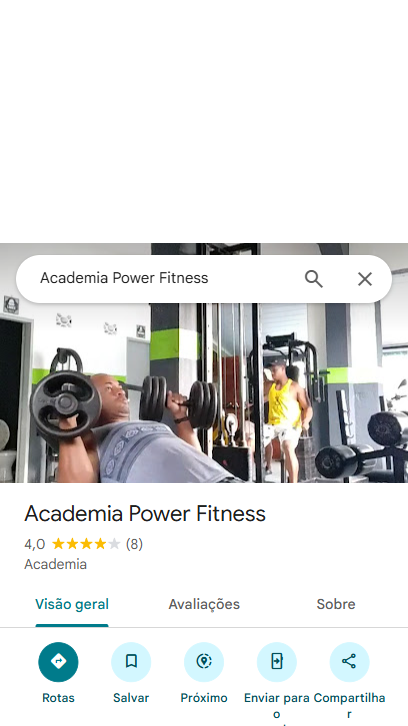 Academia Power Fitness
Academia Power Fitness
4,0 (8)
Academia
Visão geral Avaliações Sobre
Rotas Salvar Próximo Enviar para o Compartilhar